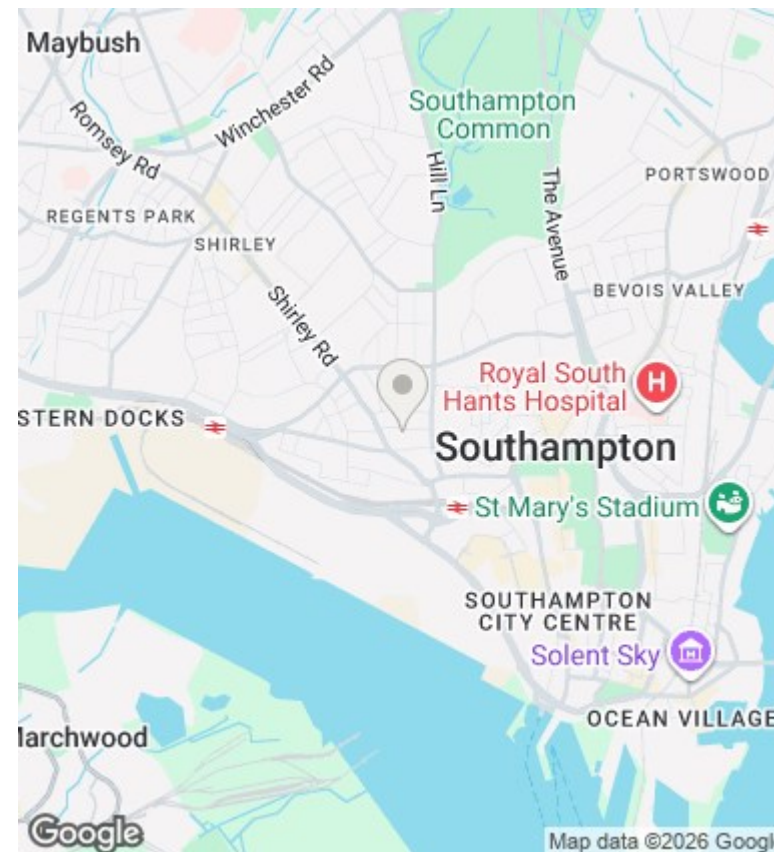 Maybush
Winchester Rd
Romsey Rd
Southampton
Common
Hill Ln
The Avenue
PORTSWOOD
REGENTS PARK
SHIRLEY
Shirley Rd
BEVOIS VALLEY
Royal South
Hants Hospital
H
STERN DOCKS
Southampton
St Mary's Stadium
SOUTHAMPTON
CITY CENTRE
Solent Sky
OCEAN VILLAGE
Marchwood
Google
Map data ©2026 Google